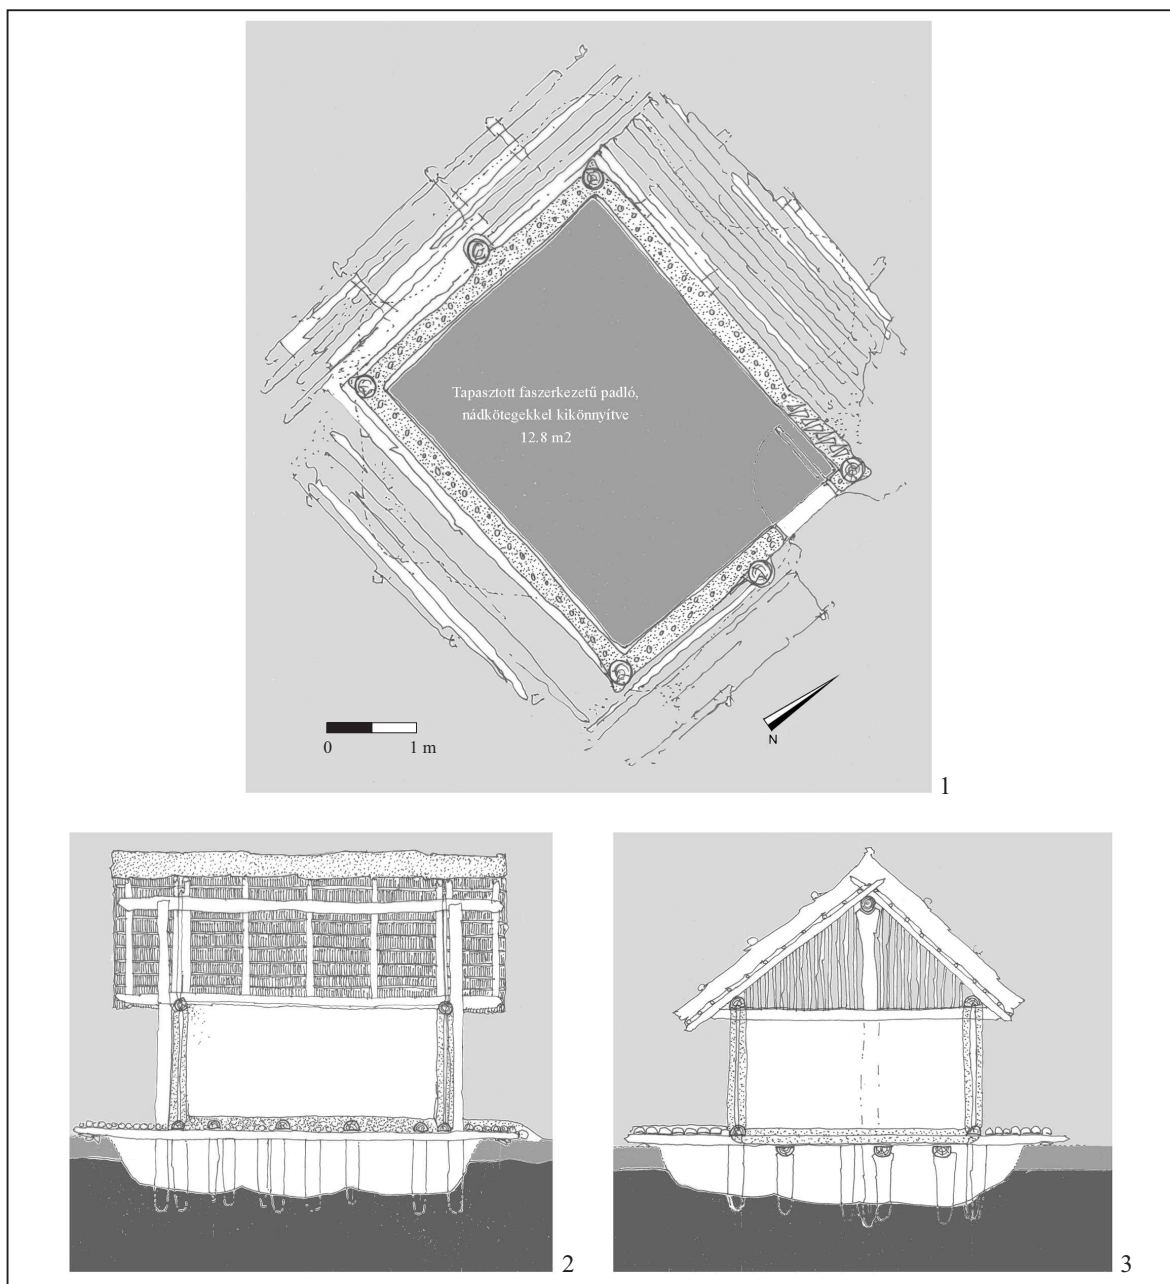 Tapasztott faszerkezetű padló,
nádkötegekkel kikönnyítve
12.8 m2
0 1 m
N
1
2
3